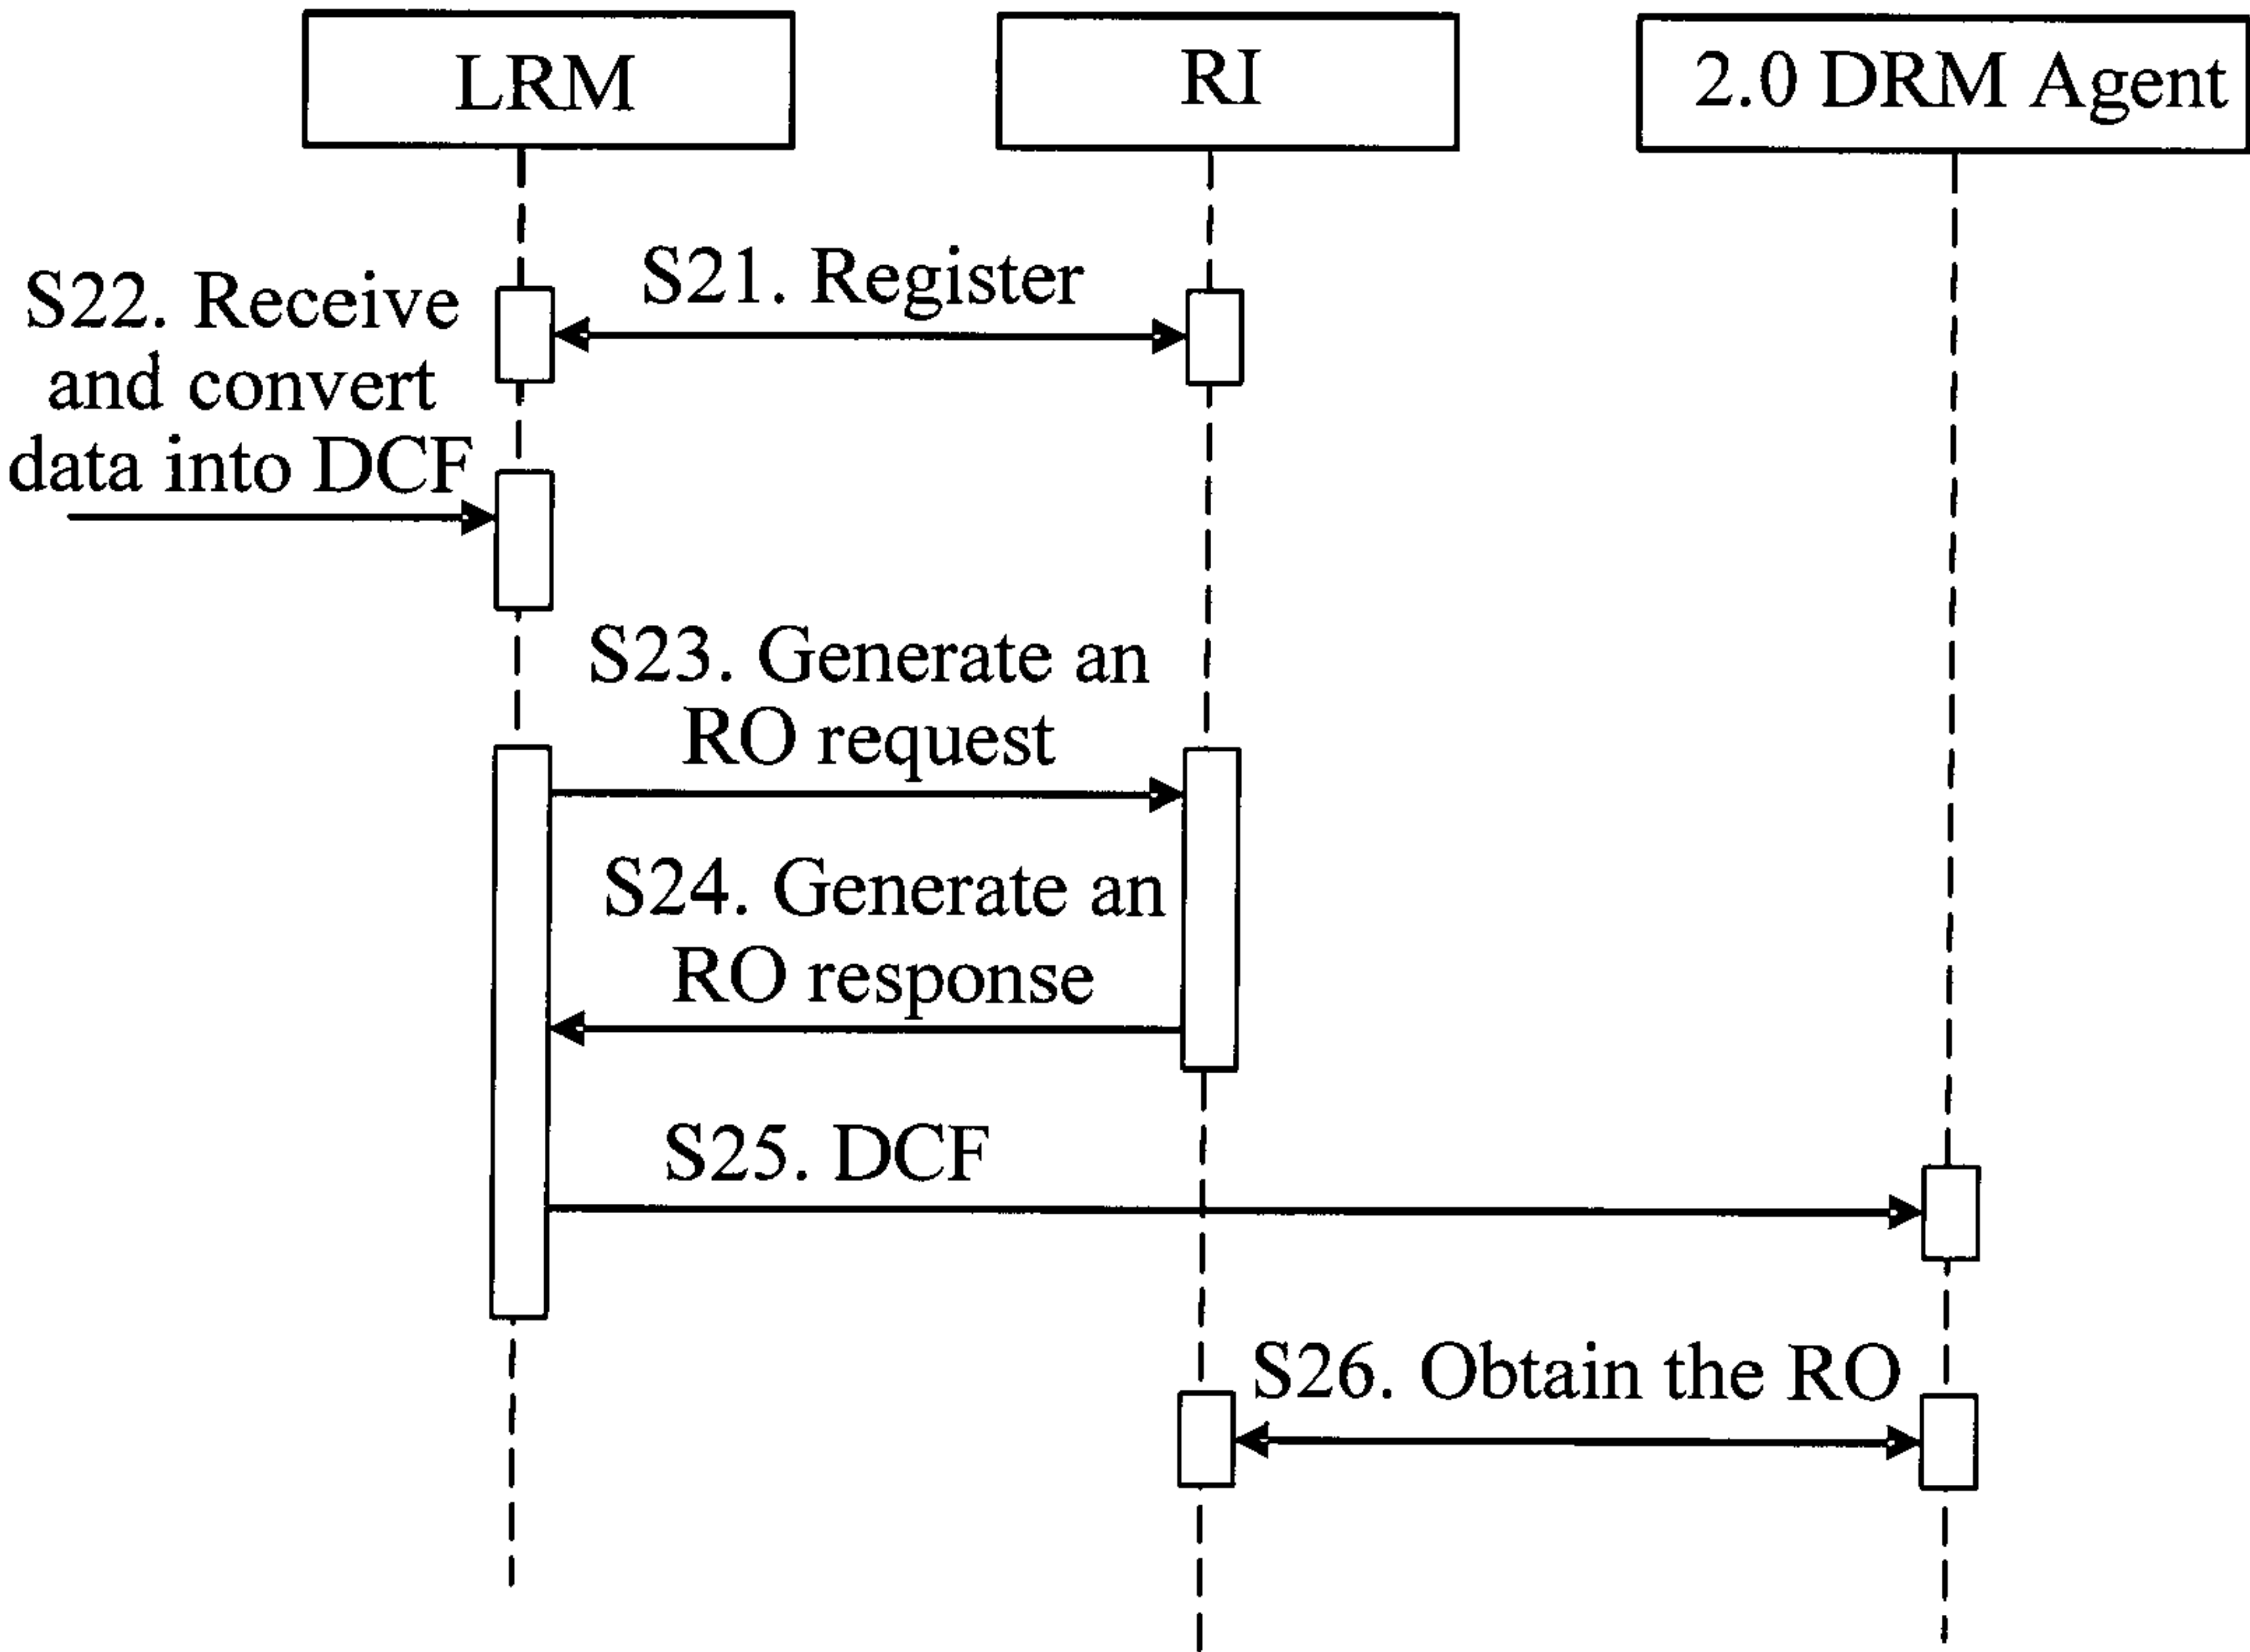 LRM
RI
2.0 DRM Agent
S21. Register
S22. Receive
and convert
data into DCF
S23. Generate an
RO request
S24. Generate an
RO response
S25. DCF
S26. Obtain the RO